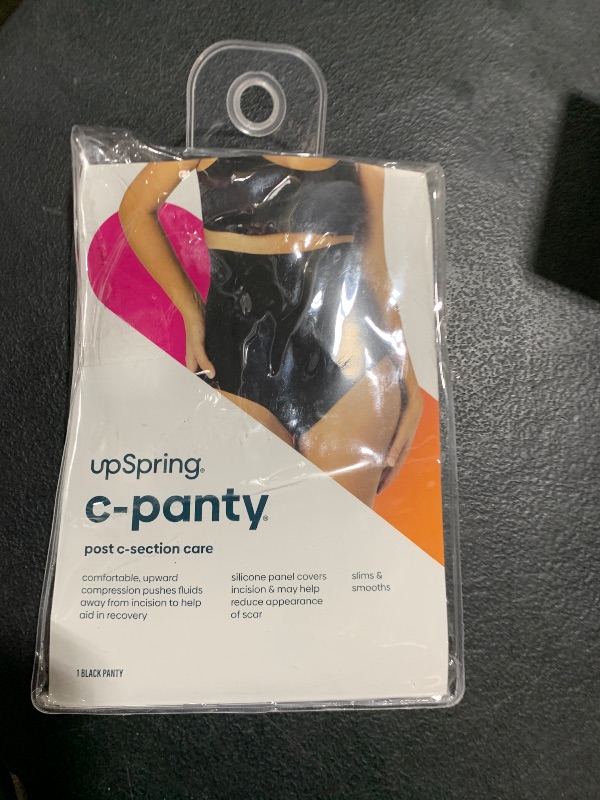 upSpring®
c-panty®
post c-section care
comfortable, upward
compression pushes fluids
away from incision to help
aid in recovery
silicone panel covers
incision & may help
reduce appearance
of scar
slims &
smooths
1 BLACK PANTY